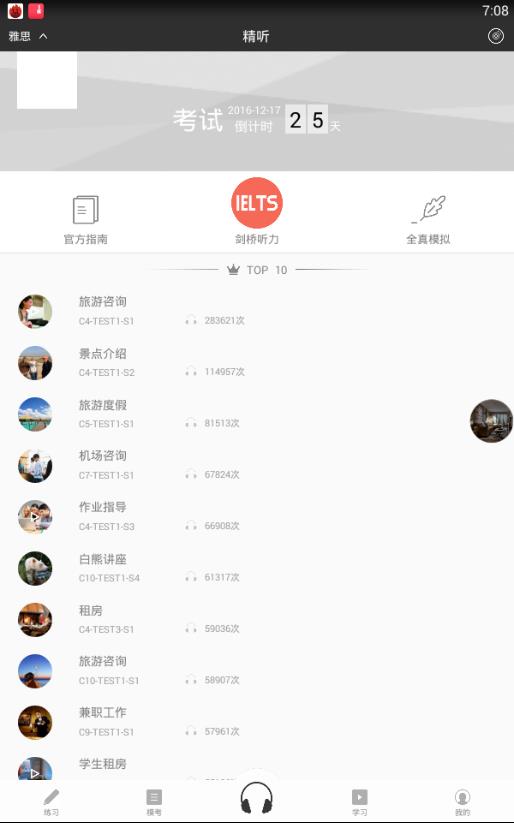 7:08
雅思
精听
考试
2016-12-17
倒计时
2 5 天
官方指南
IELTS
剑桥听力
全真模拟
TOP 10
旅游咨询
C4-TEST1-S1
283621次
景点介绍
C4-TEST1-S2
114957次
旅游度假
C5-TEST1-S1
81513次
机场咨询
C7-TEST1-S1
67824次
作业指导
C4-TEST1-S3
66908次
白熊讲座
C10-TEST1-S4
61317次
租房
C4-TEST3-S1
59036次
旅游咨询
C10-TEST1-S1
58907次
兼职工作
C9-TEST1-S1
57961次
学生租房
练习
模考
学习
我的